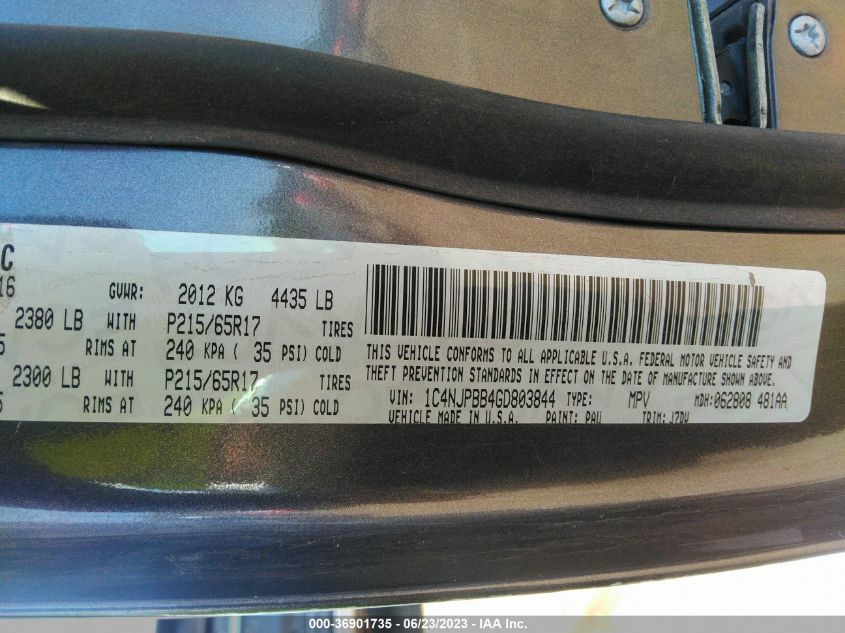 C
16
GVWR: 2012 KG 4435 LB
2380 LB WITH P215/65R17 TIRES
5 RIMS AT 240 KPA ( 35 PSI) COLD
2300 LB WITH P215/65R17 TIRES
5 RIMS AT 240 KPA ( 35 PSI) COLD
THIS VEHICLE CONFORMS TO ALL APPLICABLE U.S.A. FEDERAL MOTOR VEHICLE SAFETY AND
THEFT PREVENTION STANDARDS IN EFFECT ON THE DATE OF MANUFACTURE SHOWN ABOVE.
VIN: 1C4NJPBB4GD803844 TYPE: MPV MDH: 062808 481AA
VEHICLE MADE IN U.S.A. PAINT: PAU TRIM: J7DV
000-36901735 - 06/23/2023 - IAA Inc.